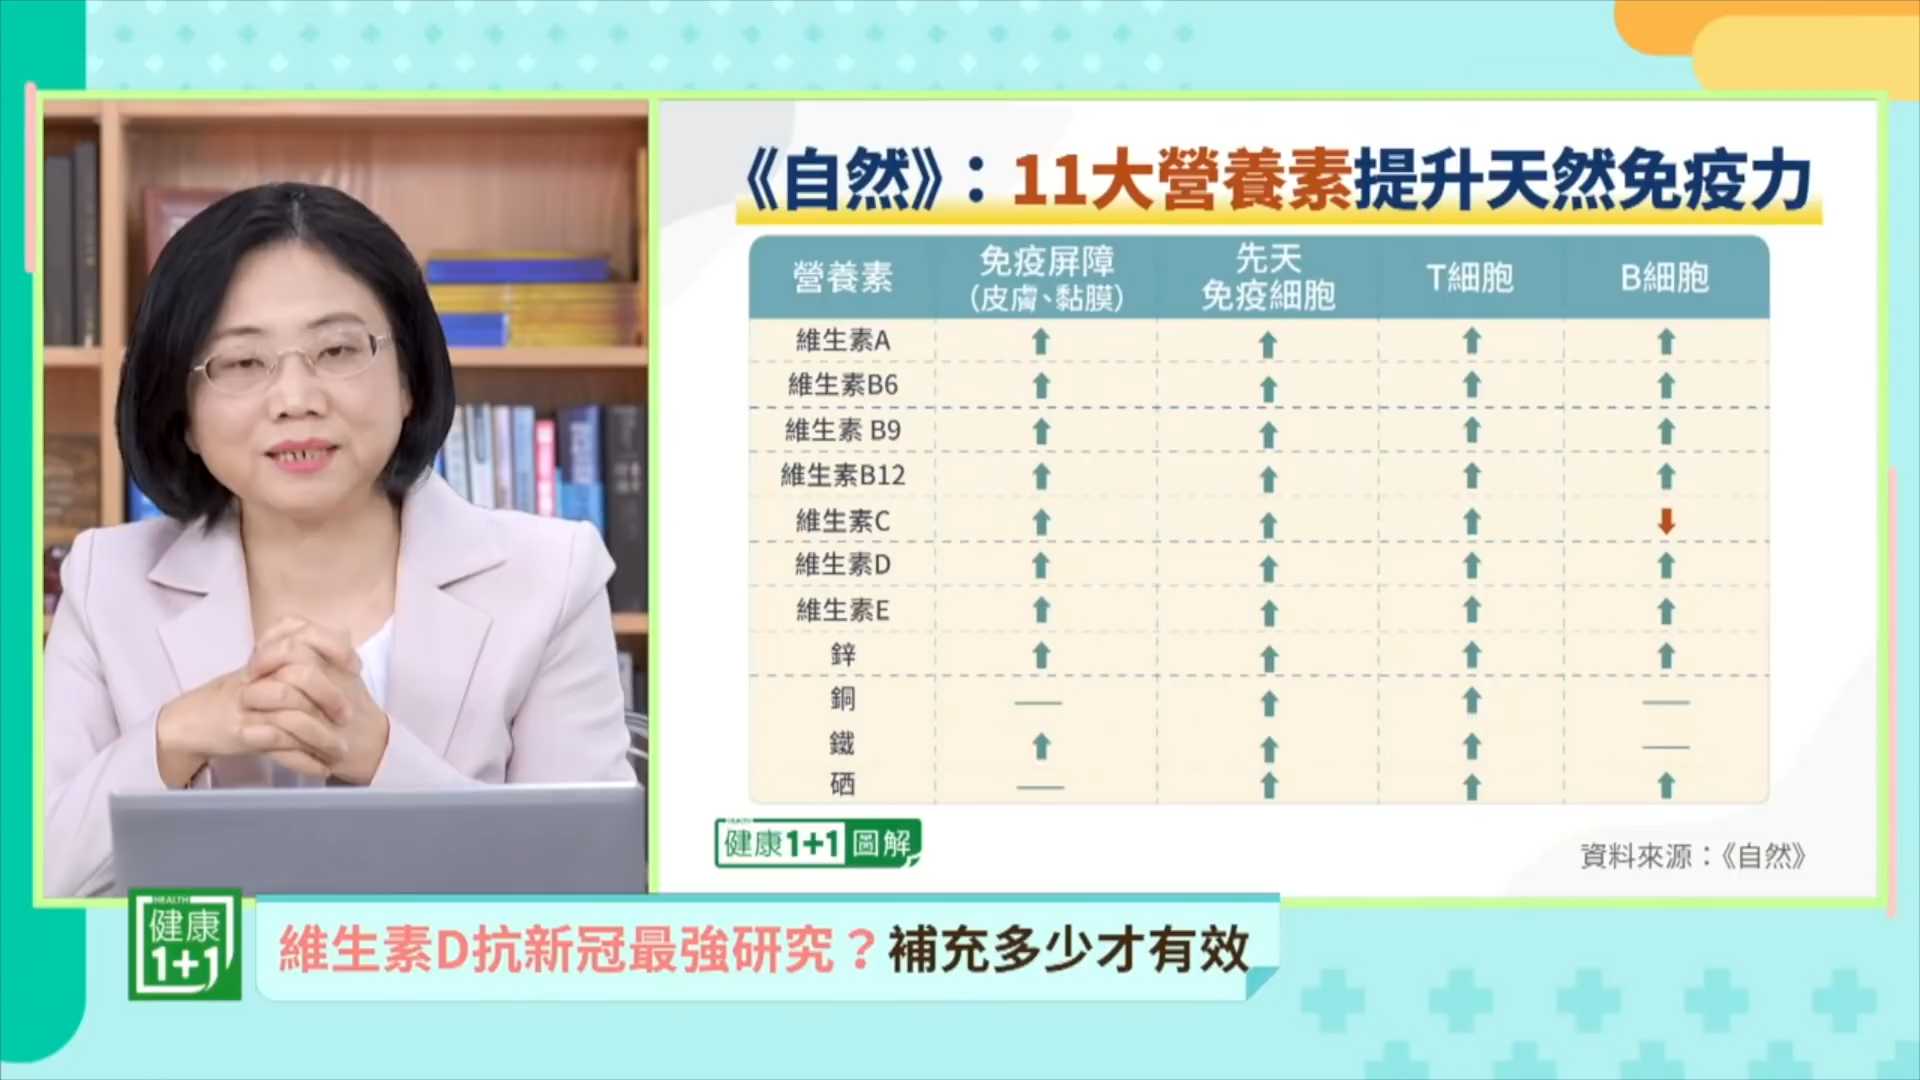 《自然》：11大營養素提升天然免疫力
營養素 免疫屏障（皮膚、黏膜） 先天免疫細胞 T細胞 B細胞
維生素A
維生素B6
維生素 B9
維生素B12
維生素C
維生素D
維生素E
鋅
銅
鐵
硒
健康1+1 圖解
資料來源：《自然》
HEALTH
健康
1+1
維生素D抗新冠最強研究？補充多少才有效